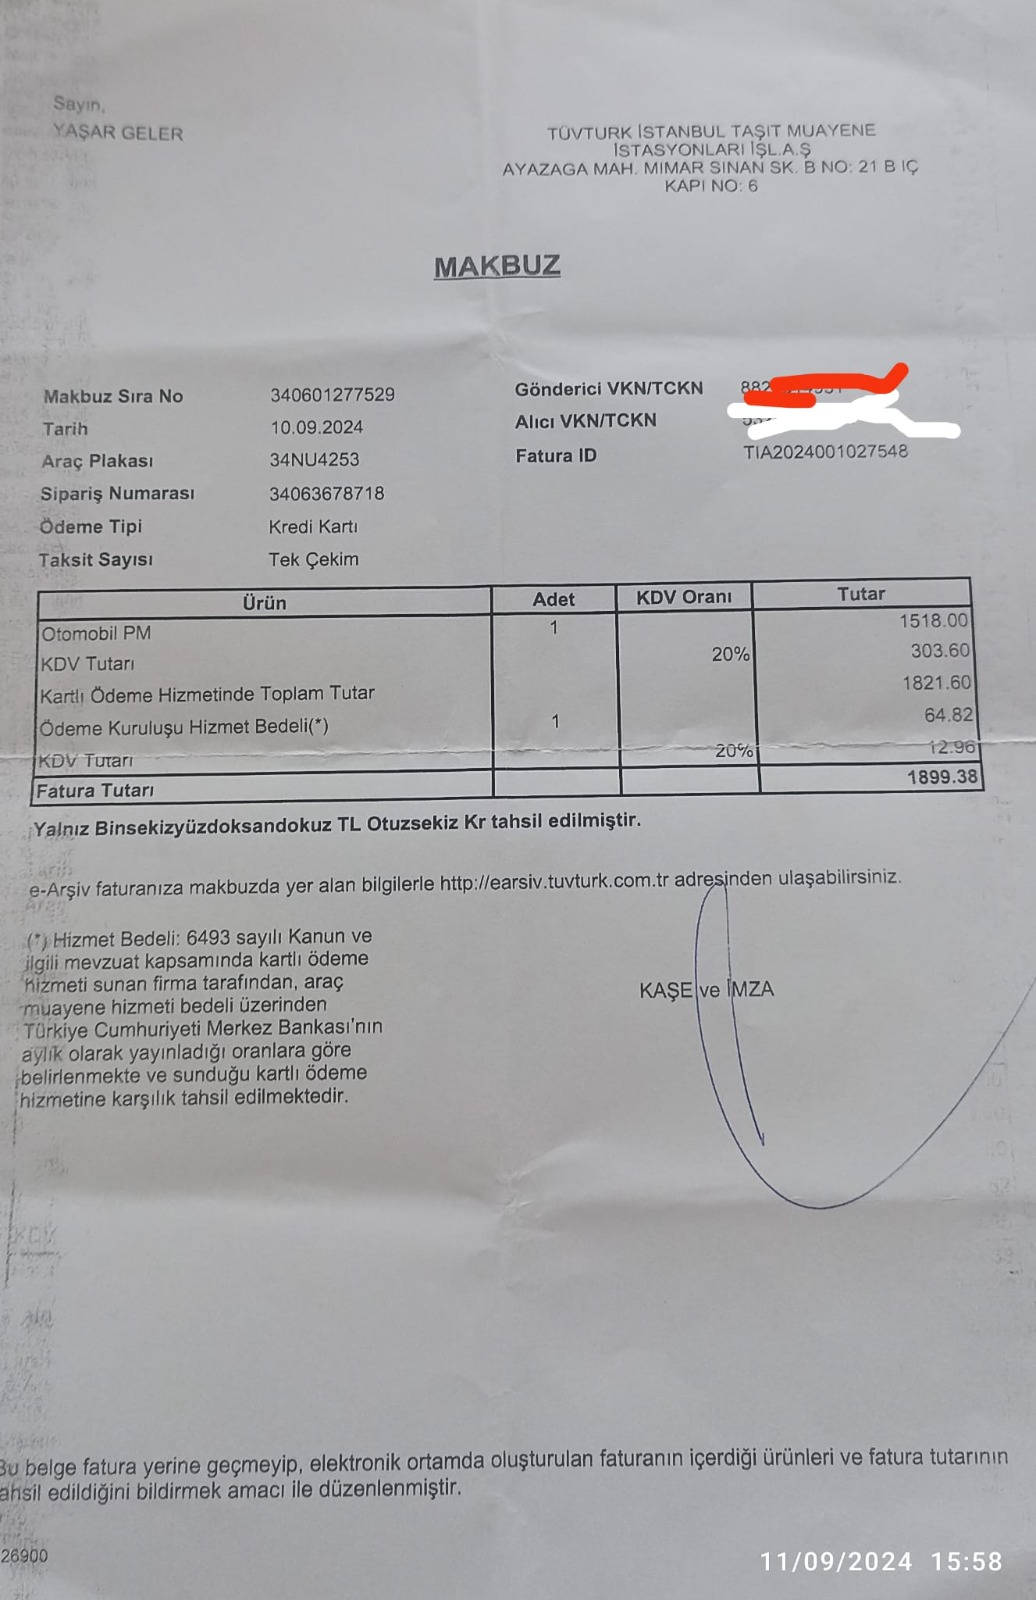 Sayın,
YAŞAR GELER
TÜVTURK İSTANBUL TAŞIT MUAYENE
İSTASYONLARI İŞL.A.Ş
AYAZAGA MAH. MIMAR SINAN SK. B NO: 21 B IÇ
KAPI NO: 6
MAKBUZ
Makbuz Sıra No 340601277529
Tarih 10.09.2024
Araç Plakası 34NU4253
Sipariş Numarası 34063678718
Ödeme Tipi Kredi Kartı
Taksit Sayısı Tek Çekim
Gönderici VKN/TCKN
Alıcı VKN/TCKN
Fatura ID TIA2024001027548
Ürün Adet KDV Oranı Tutar
Otomobil PM 1 1518.00
KDV Tutarı 20% 303.60
Kartlı Ödeme Hizmetinde Toplam Tutar 1821.60
Ödeme Kuruluşu Hizmet Bedeli(*) 1 64.82
KDV Tutarı 20% 12.96
Fatura Tutarı 1899.38
Yalnız Binsekizyüzdoksandokuz TL Otuzsekiz Kr tahsil edilmiştir.
e-Arşiv faturanıza makbuzda yer alan bilgilerle http://earsiv.tuvturk.com.tr adresinden ulaşabilirsiniz.
(*) Hizmet Bedeli: 6493 sayılı Kanun ve
ilgili mevzuat kapsamında kartlı ödeme
hizmeti sunan firma tarafından, araç
muayene hizmeti bedeli üzerinden
Türkiye Cumhuriyeti Merkez Bankası'nın
aylık olarak yayınladığı oranlara göre
belirlenmekte ve sunduğu kartlı ödeme
hizmetine karşılık tahsil edilmektedir.
KAŞE ve İMZA
Bu belge fatura yerine geçmeyip, elektronik ortamda oluşturulan faturanın içerdiği ürünleri ve fatura tutarının
ahsil edildiğini bildirmek amacı ile düzenlenmiştir.
26900
11/09/2024 15:58